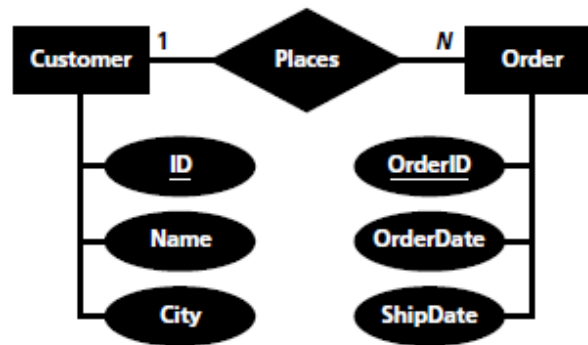 Customer 1 Places N Order
ID OrderID
Name OrderDate
City ShipDate